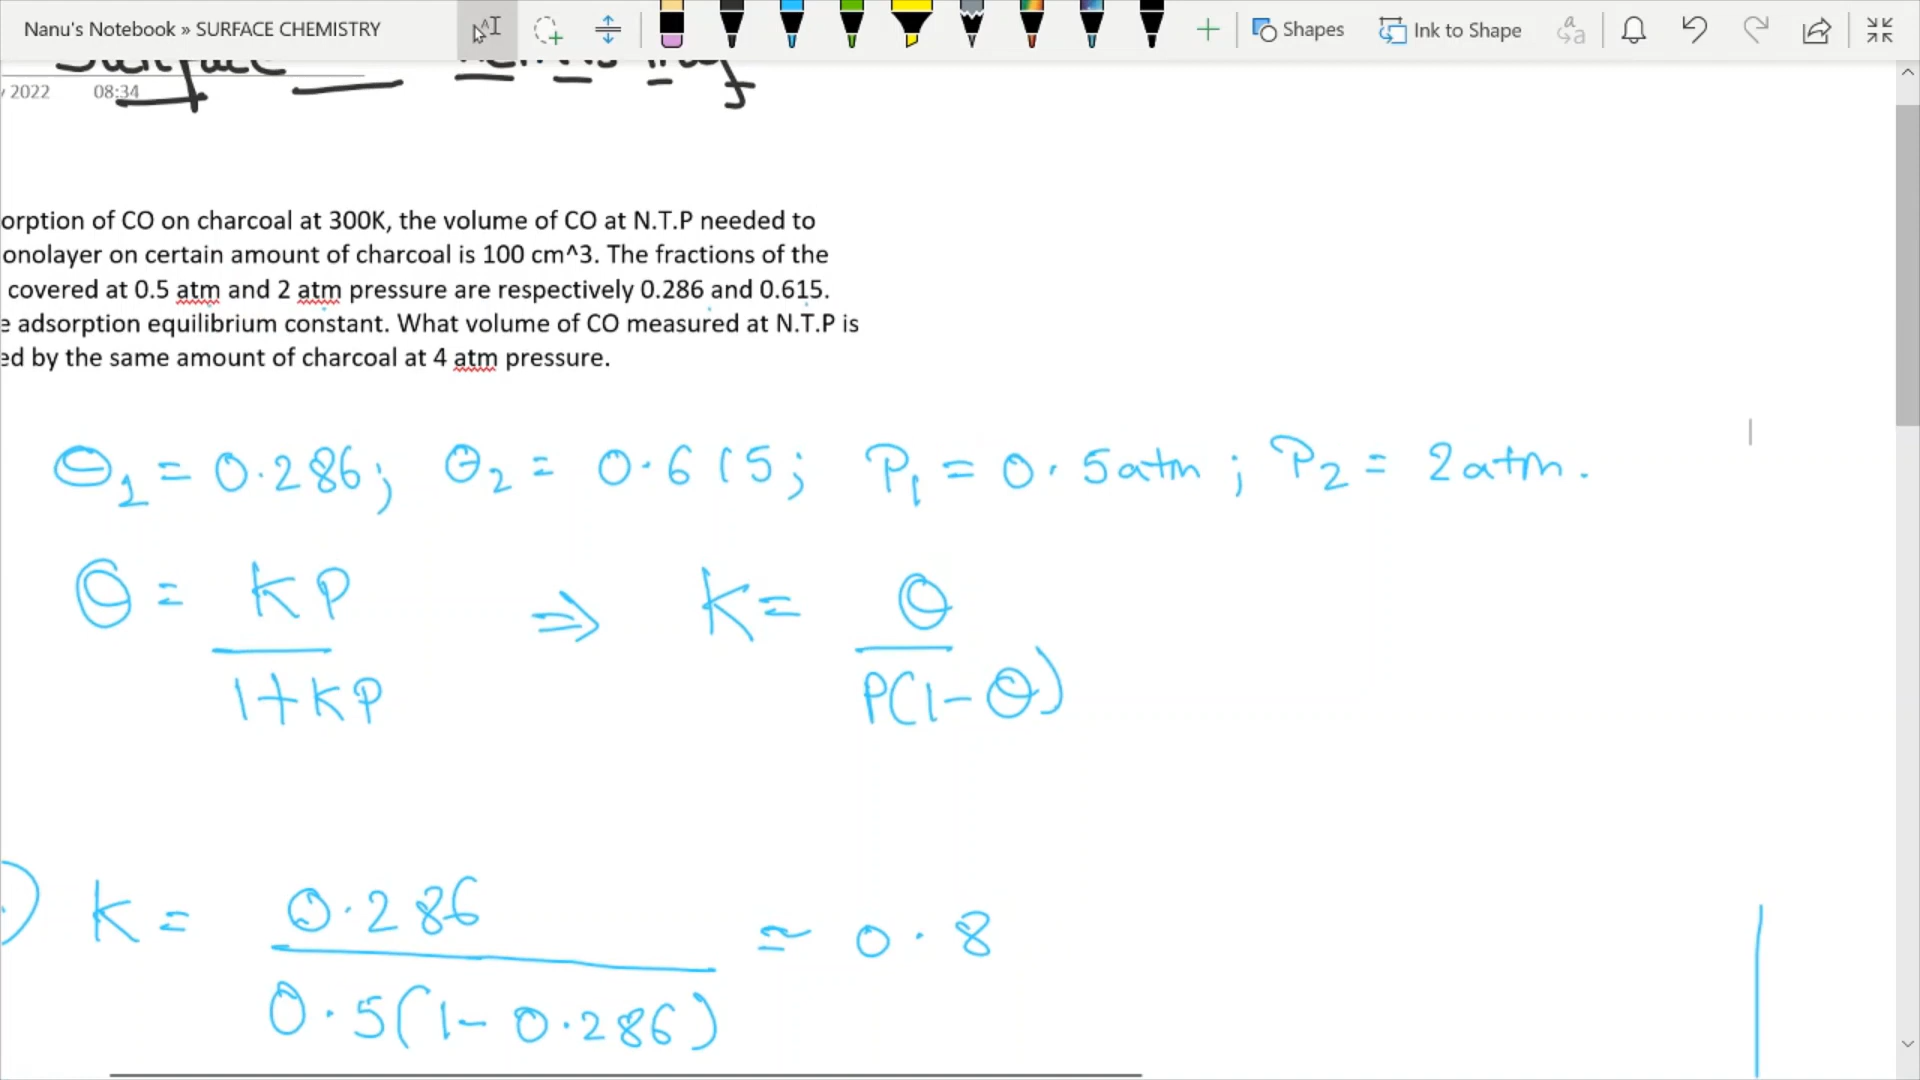 Nanu's Notebook » SURFACE CHEMISTRY
Shapes
Ink to Shape
Surface
2022 08:34
orption of CO on charcoal at 300K, the volume of CO at N.T.P needed to
onolayer on certain amount of charcoal is 100 cm^3. The fractions of the
covered at 0.5 atm and 2 atm pressure are respectively 0.286 and 0.615.
e adsorption equilibrium constant. What volume of CO measured at N.T.P is
ed by the same amount of charcoal at 4 atm pressure.
θ₁ = 0.286; θ₂ = 0.615; P₁ = 0.5atm; P₂ = 2atm.
θ = KP / 1+KP ⇒ K = θ / P(1-θ)
) K = 0.286 / 0.5(1-0.286) ≃ 0.8